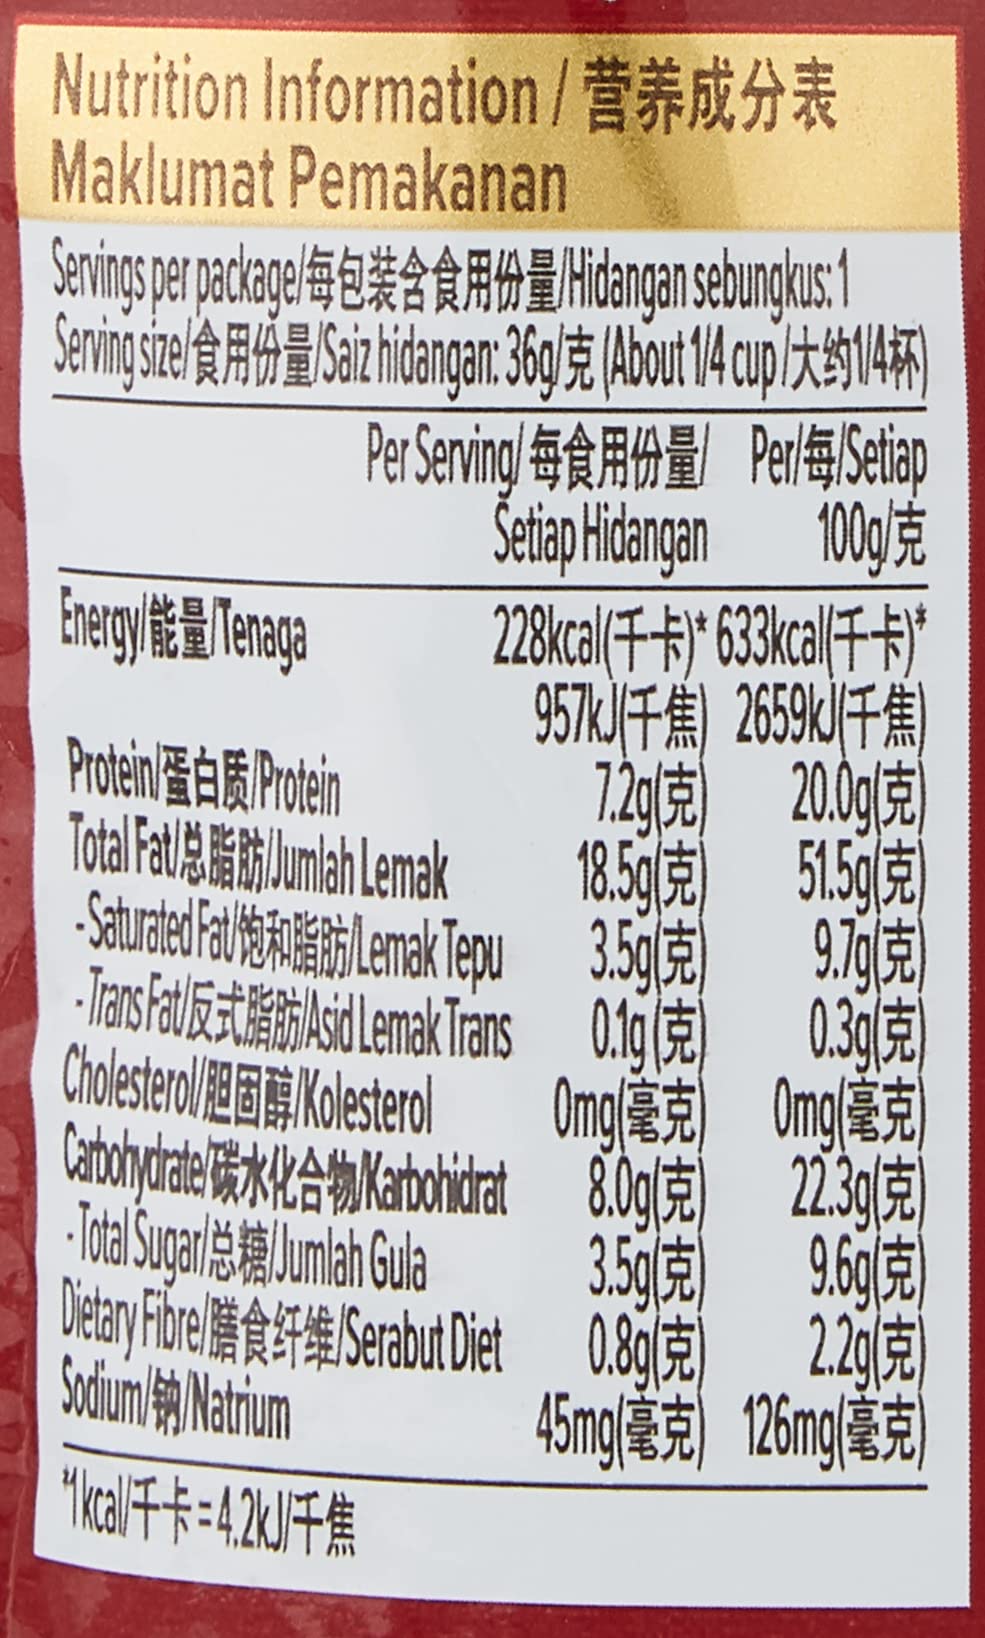 Nutrition Information / 营养成分表
Maklumat Pemakanan
Servings per package/每包装含食用份量/Hidangan sebungkus: 1
Serving size/食用份量/Saiz hidangan: 36g/克 (About 1/4 cup /大约1/4杯)
Per Serving/ 每食用份量/ Per/每/Setiap
Setiap Hidangan 100g/克
Energy/能量/Tenaga 228kcal(千卡)* 633kcal(千卡)*
957kJ(千焦) 2659kJ(千焦)
Protein/蛋白质/Protein 7.2g(克) 20.0g(克)
Total Fat/总脂肪/Jumlah Lemak 18.5g(克) 51.5g(克)
- Saturated Fat/饱和脂肪/Lemak Tepu 3.5g(克) 9.7g(克)
- Trans Fat/反式脂肪/Asid Lemak Trans 0.1g (克) 0.3g(克)
Cholesterol/胆固醇/Kolesterol 0mg(毫克) 0mg(毫克)
Carbohydrate/碳水化合物/Karbohidrat 8.0g(克) 22.3g(克)
- Total Sugar/总糖/Jumlah Gula 3.5g(克) 9.6g(克)
Dietary Fibre/膳食纤维/Serabut Diet 0.8g(克) 2.2g(克)
Sodium/钠/Natrium 45mg(毫克) 126mg(毫克)
*1 kcal/千卡 = 4.2kJ/千焦